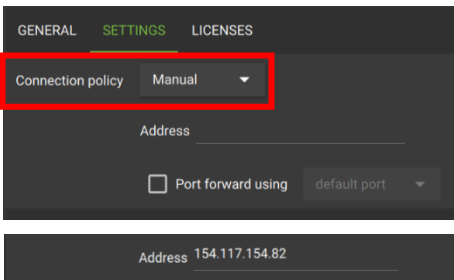 GENERAL SETTINGS LICENSES
Connection policy Manual
Address
Port forward using default port
Address 154.117.154.82